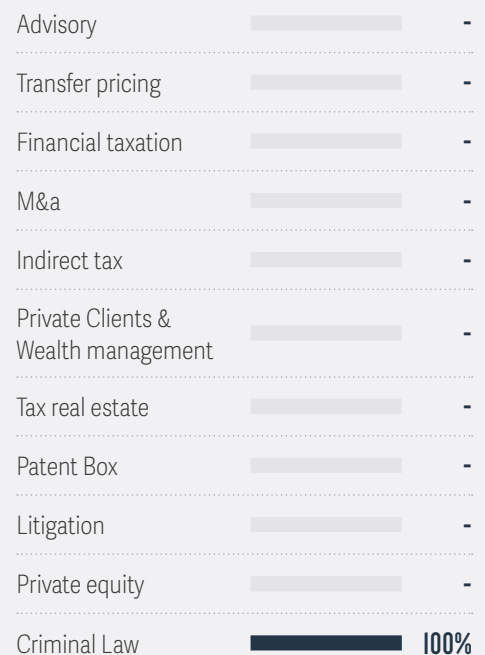 Advisory -
Transfer pricing -
Financial taxation -
M&a -
Indirect tax -
Private Clients &
Wealth management -
Tax real estate -
Patent Box -
Litigation -
Private equity -
Criminal Law 100%